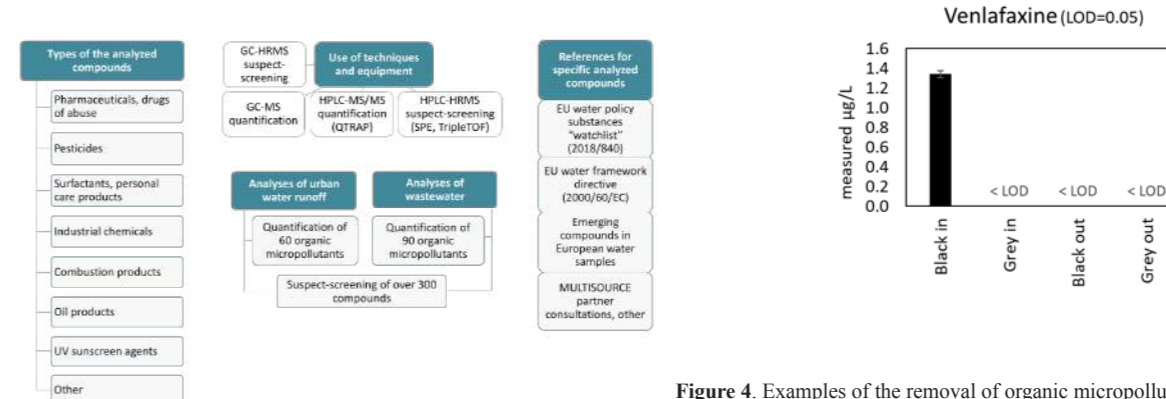 Types of the analyzed
compounds
Pharmaceuticals, drugs
of abuse
Pesticides
Surfactants, personal
care products
Industrial chemicals
Combustion products
Oil products
UV sunscreen agents
Other
GC-HRMS
suspect-
screening
Use of techniques
and equipment
GC-MS
quantification
HPLC-MS/MS
quantification
(QTRAP)
HPLC-HRMS
suspect-screening
(SPE, TripleTOF)
Analyses of urban
water runoff
Analyses of
wastewater
Quantification of
60 organic
micropollutants
Quantification of
90 organic
micropollutants
Suspect-screening of over 300
compounds
References for
specific analyzed
compounds
EU water policy
substances
"watchlist"
(2018/840)
EU water framework
directive
(2000/60/EC)
Emerging
compounds in
European water
samples
MULTISOURCE
partner
consultations, other
Venlafaxine (LOD=0.05)
measured µg/L
1.6
1.4
1.2
1.0
0.8
0.6
0.4
0.2
0.0
< LOD
< LOD
< LOD
Black in
Grey in
Black out
Grey out
Figure 4. Examples of the removal of organic micropollu